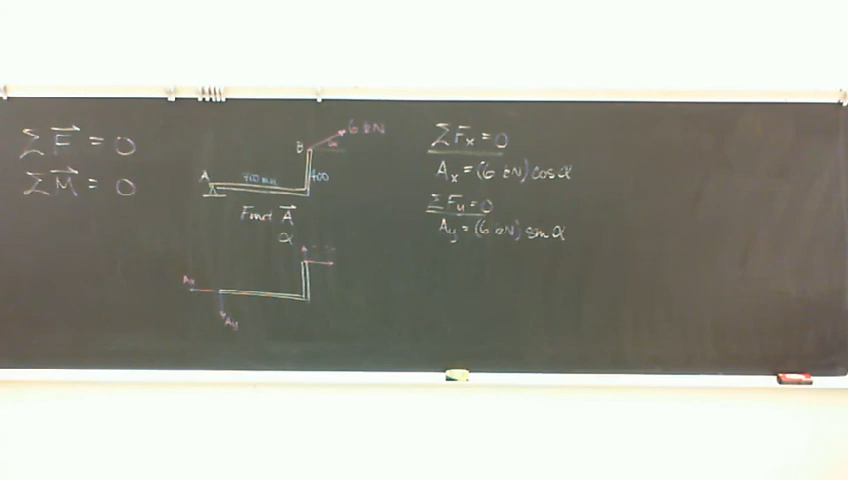 ΣF⃗ = 0
ΣM⃗ = 0
6 kN
B
α
A
400
Find A⃗
α
Ay
ΣFx = 0
Ax = (6 kN) cos α
ΣFy = 0
Ay = (6 kN) sin α